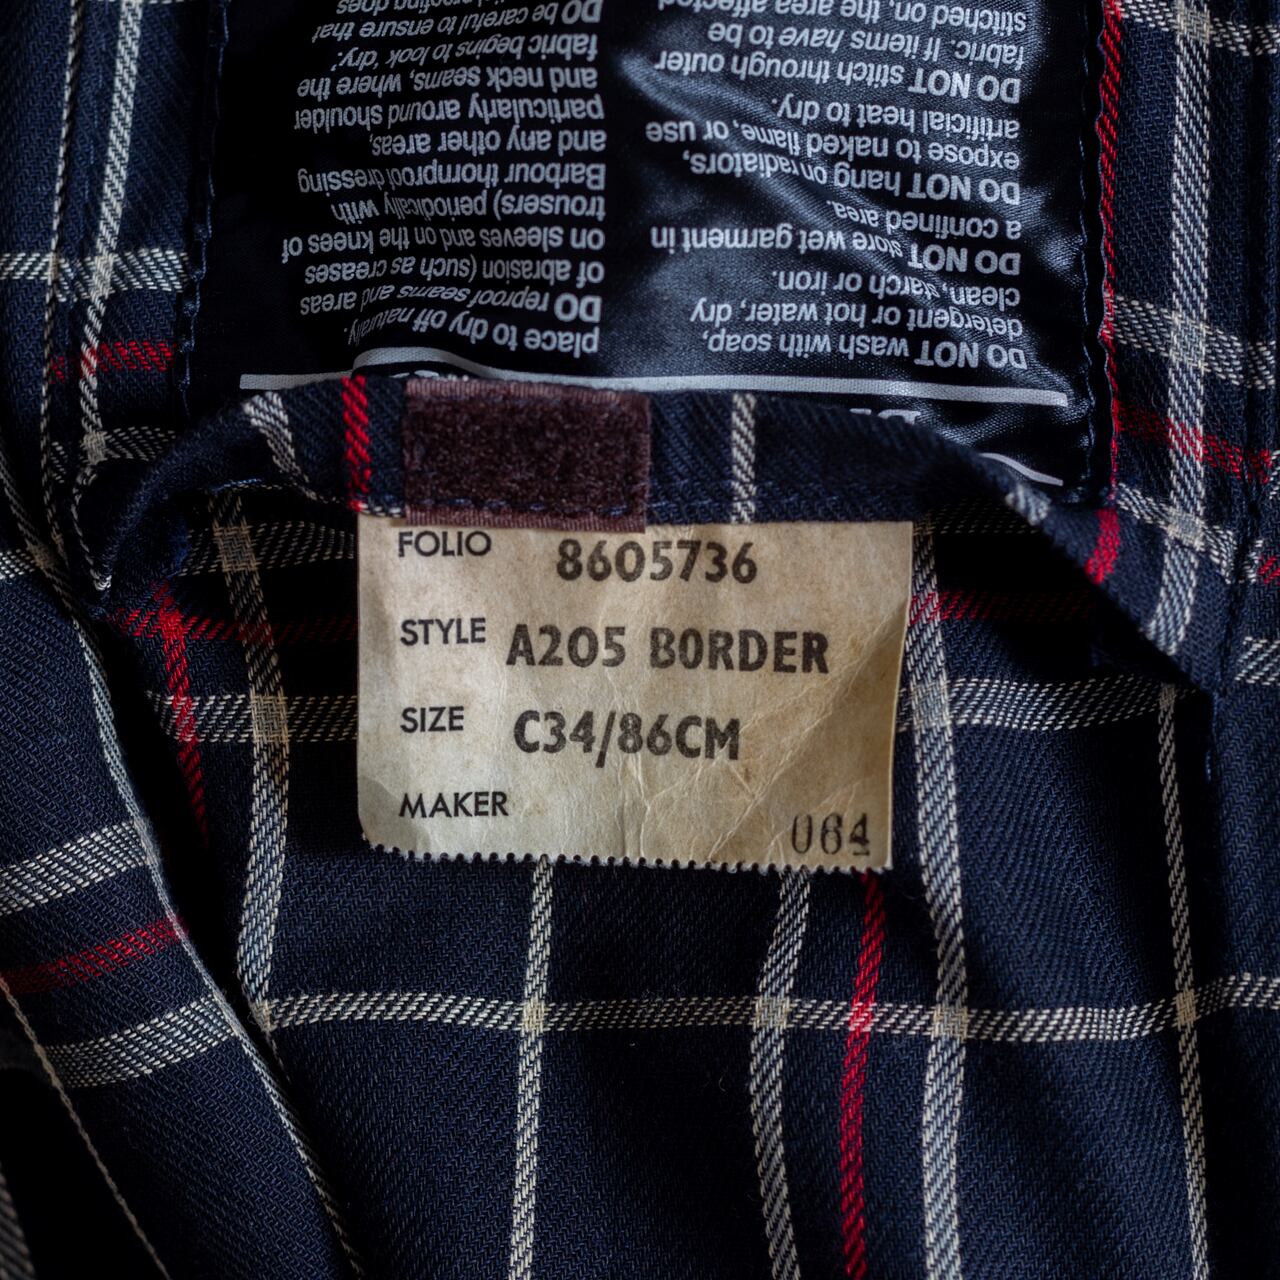 FOLIO 8605736
STYLE A205 BORDER
SIZE C34/86CM
MAKER 064
DO NOT wash with soap,
detergent or hot water, dry
clean, starch or iron.
DO NOT store wet garment in
a confined area.
DO NOT hang on radiators,
expose to naked flame, or use
artificial heat to dry.
DO NOT stitch through outer
fabric. If items have to be
stitched on, the area affected
place to dry off naturally.
DO reproof seams and areas
of abrasion (such as creases
on sleeves and on the knees of
trousers) periodically with
Barbour thornproof dressing
and any other areas,
particularly around shoulder
and neck seams, where the
fabric begins to look 'dry'.
DO be careful to ensure that